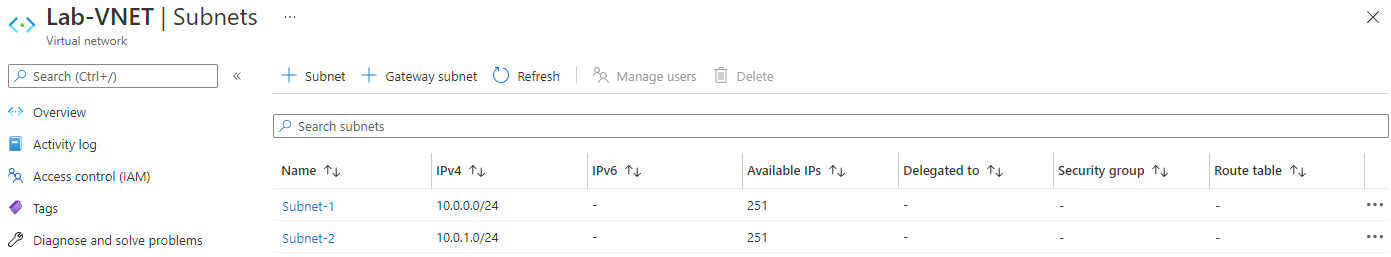 Lab-VNET | Subnets ...
Virtual network
Search (Ctrl+/) «
Overview
Activity log
Access control (IAM)
Tags
Diagnose and solve problems
+ Subnet + Gateway subnet Refresh Manage users Delete
Search subnets
Name ↑↓ IPv4 ↑↓ IPv6 ↑↓ Available IPs ↑↓ Delegated to ↑↓ Security group ↑↓ Route table ↑↓
Subnet-1 10.0.0.0/24 - 251 - - - ...
Subnet-2 10.0.1.0/24 - 251 - - - ...